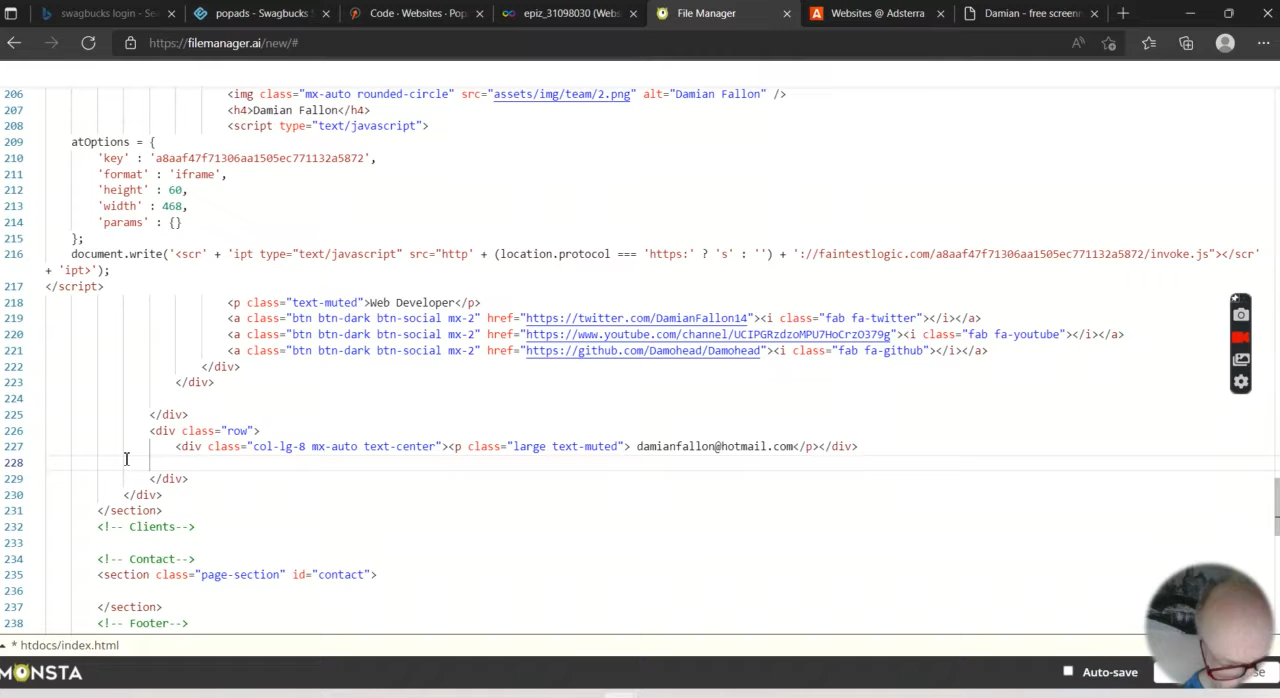 swagbucks login - Se
popads - Swagbucks S
Code · Websites · Pop
epiz_31098030 (Webs
File Manager
Websites @ Adsterra
Damian - free screen
https://filemanager.ai/new/#
206 <img class="mx-auto rounded-circle" src="assets/img/team/2.png" alt="Damian Fallon" />
207 <h4>Damian Fallon</h4>
208 <script type="text/javascript">
209 atOptions = {
210 'key' : 'a8aaf47f71306aa1505ec771132a5872',
211 'format' : 'iframe',
212 'height' : 60,
213 'width' : 468,
214 'params' : {}
215 };
216 document.write('<scr' + 'ipt type="text/javascript" src="http' + (location.protocol === 'https:' ? 's' : '') + '://faintestlogic.com/a8aaf47f71306aa1505ec771132a5872/invoke.js"></scr'
+ 'ipt>');
217 </script>
218 <p class="text-muted">Web Developer</p>
219 <a class="btn btn-dark btn-social mx-2" href="https://twitter.com/DamianFallon14"><i class="fab fa-twitter"></i></a>
220 <a class="btn btn-dark btn-social mx-2" href="https://www.youtube.com/channel/UCIPGRzdzoMPU7HoCrzO379g"><i class="fab fa-youtube"></i></a>
221 <a class="btn btn-dark btn-social mx-2" href="https://github.com/Damohead/Damohead"><i class="fab fa-github"></i></a>
222 </div>
223 </div>
224
225 </div>
226 <div class="row">
227 <div class="col-lg-8 mx-auto text-center"><p class="large text-muted"> damianfallon@hotmail.com</p></div>
228
229 </div>
230 </div>
231 </section>
232 <!-- Clients-->
233
234 <!-- Contact-->
235 <section class="page-section" id="contact">
236
237 </section>
238 <!-- Footer-->
* htdocs/index.html
MONSTA
Auto-save